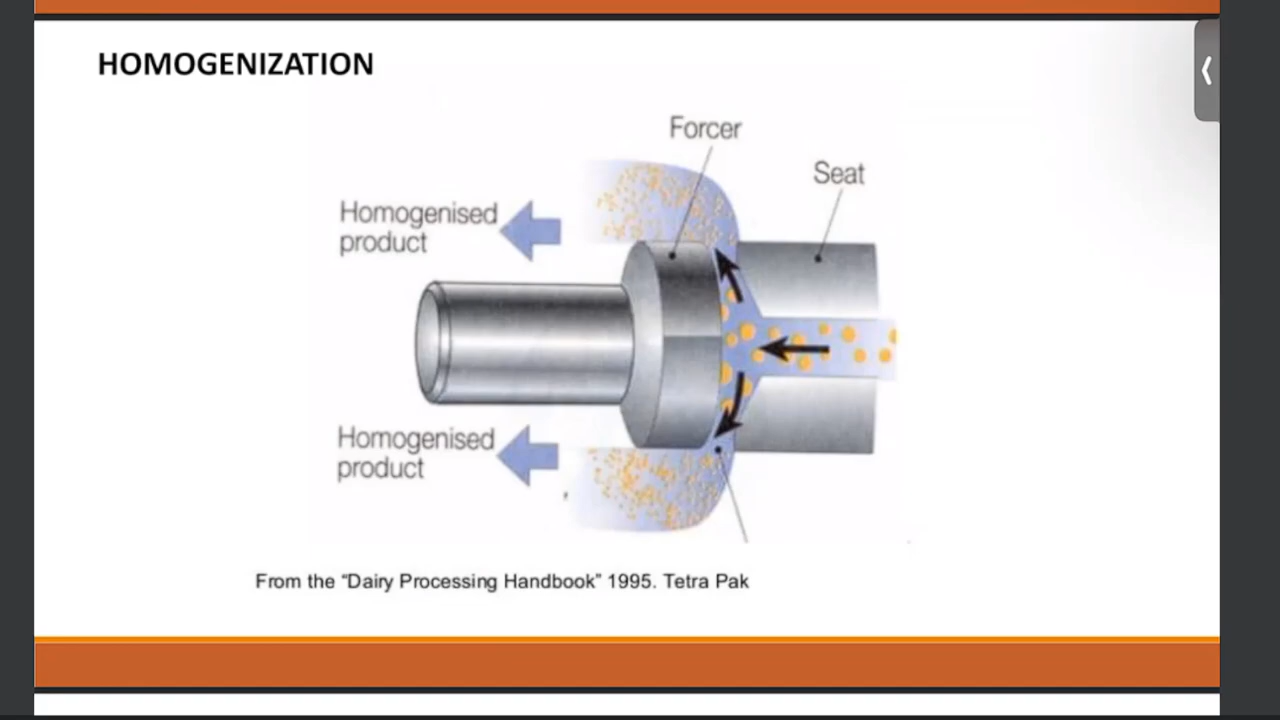 HOMOGENIZATION
Forcer
Seat
Homogenised
product
Homogenised
product
From the “Dairy Processing Handbook” 1995. Tetra Pak